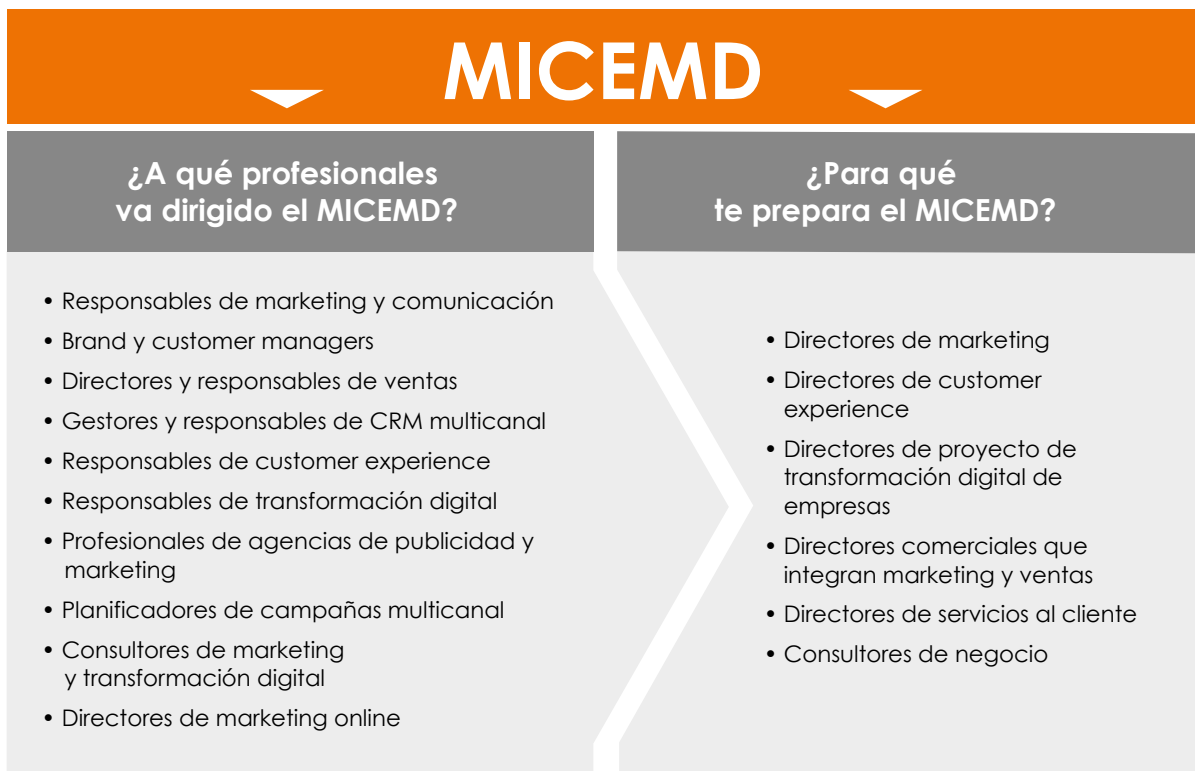 MICEMD
¿A qué profesionales
va dirigido el MICEMD?
• Responsables de marketing y comunicación
• Brand y customer managers
• Directores y responsables de ventas
• Gestores y responsables de CRM multicanal
• Responsables de customer experience
• Responsables de transformación digital
• Profesionales de agencias de publicidad y
marketing
• Planificadores de campañas multicanal
• Consultores de marketing
y transformación digital
• Directores de marketing online
¿Para qué
te prepara el MICEMD?
• Directores de marketing
• Directores de customer
experience
• Directores de proyecto de
transformación digital de
empresas
• Directores comerciales que
integran marketing y ventas
• Directores de servicios al cliente
• Consultores de negocio